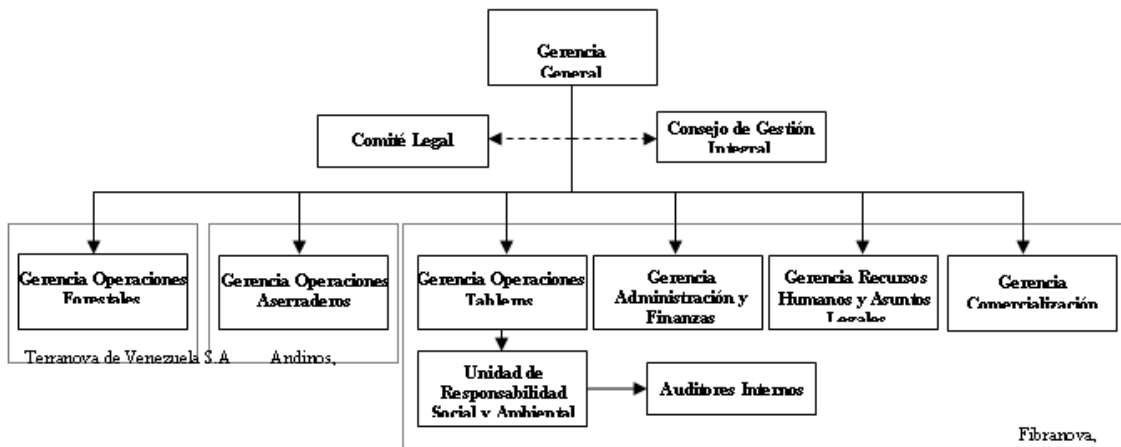 Gerencia
General
Comité Legal
Consejo de Gestión
Integral
Gerencia Operaciones
Forestales
Gerencia Operaciones
Aserraderos
Gerencia Operaciones
Tableros
Gerencia
Administración y
Finanzas
Gerencia Recursos
Humanos y Asuntos
Legales
Gerencia
Comercialización
Terranova de Venezuela S.A
Andinos,
Unidad de
Responsabilidad
Social y Ambiental
Auditores Internos
Fibranova,